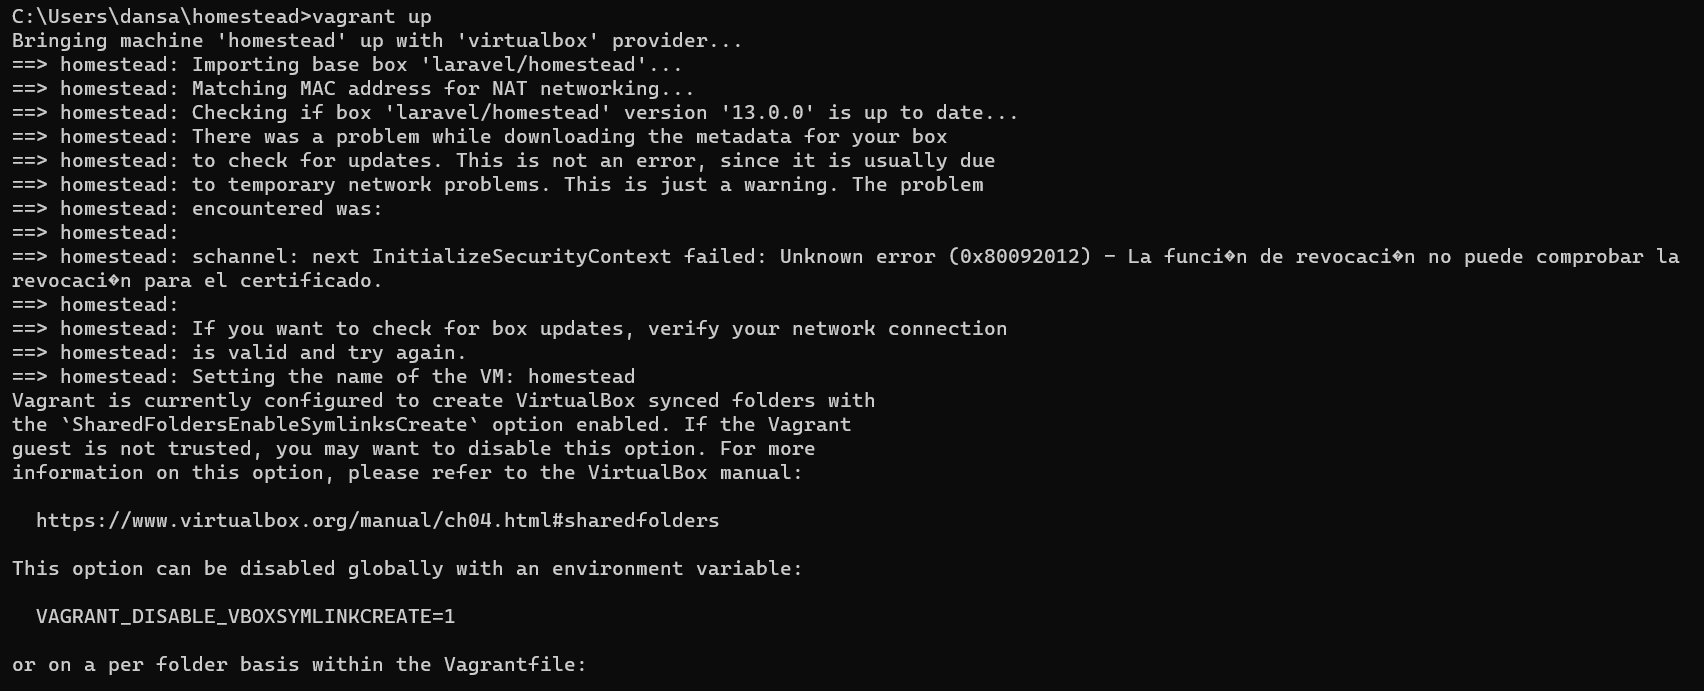 C:\Users\dansa\homestead>vagrant up
Bringing machine 'homestead' up with 'virtualbox' provider...
==> homestead: Importing base box 'laravel/homestead'...
==> homestead: Matching MAC address for NAT networking...
==> homestead: Checking if box 'laravel/homestead' version '13.0.0' is up to date...
==> homestead: There was a problem while downloading the metadata for your box
==> homestead: to check for updates. This is not an error, since it is usually due
==> homestead: to temporary network problems. This is just a warning. The problem
==> homestead: encountered was:
==> homestead:
==> homestead: schannel: next InitializeSecurityContext failed: Unknown error (0x80092012) - La funci�n de revocaci�n no puede comprobar la
revocaci�n para el certificado.
==> homestead:
==> homestead: If you want to check for box updates, verify your network connection
==> homestead: is valid and try again.
==> homestead: Setting the name of the VM: homestead
Vagrant is currently configured to create VirtualBox synced folders with
the `SharedFoldersEnableSymlinksCreate` option enabled. If the Vagrant
guest is not trusted, you may want to disable this option. For more
information on this option, please refer to the VirtualBox manual:
https://www.virtualbox.org/manual/ch04.html#sharedfolders
This option can be disabled globally with an environment variable:
VAGRANT_DISABLE_VBOXSYMLINKCREATE=1
or on a per folder basis within the Vagrantfile: